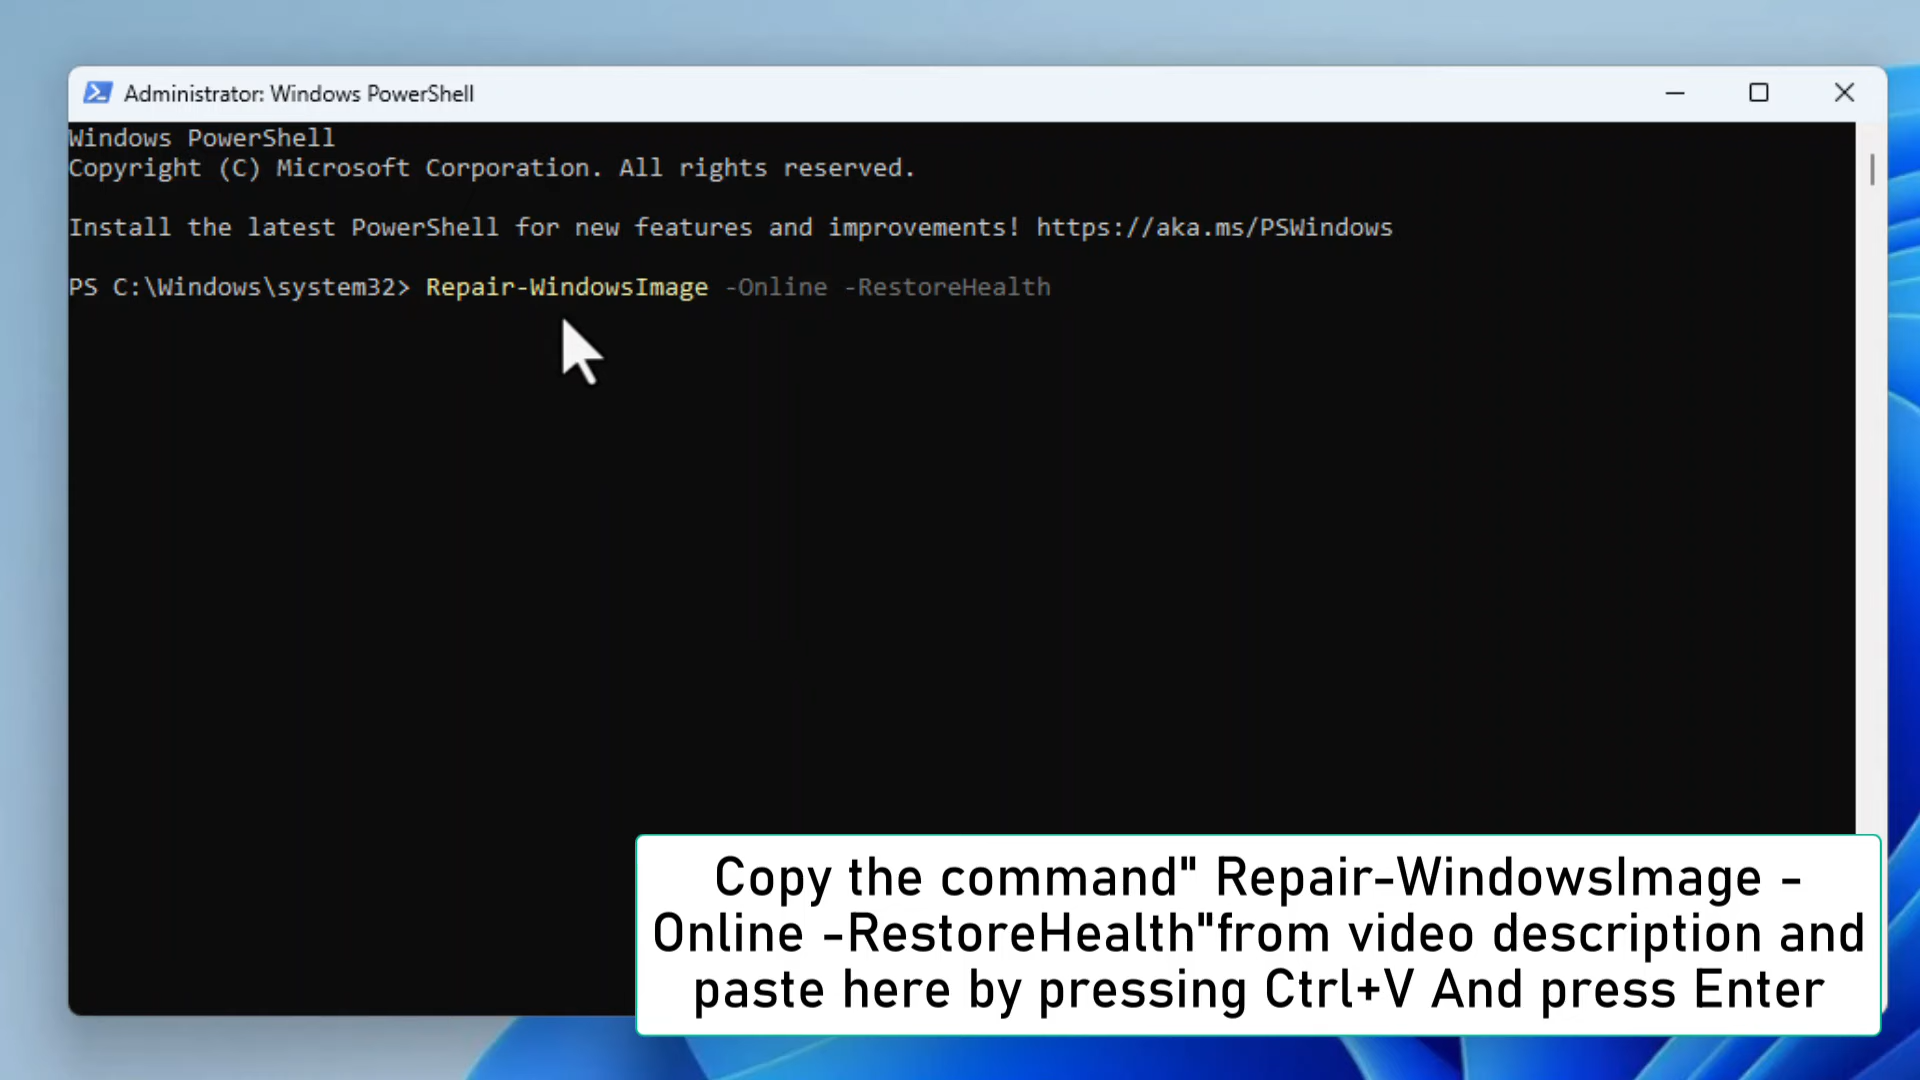 Administrator: Windows PowerShell
Windows PowerShell
Copyright (C) Microsoft Corporation. All rights reserved.
Install the latest PowerShell for new features and improvements! https://aka.ms/PSWindows
PS C:\Windows\system32> Repair-WindowsImage -Online -RestoreHealth
Copy the command" Repair-WindowsImage -
Online -RestoreHealth"from video description and
paste here by pressing Ctrl+V And press Enter